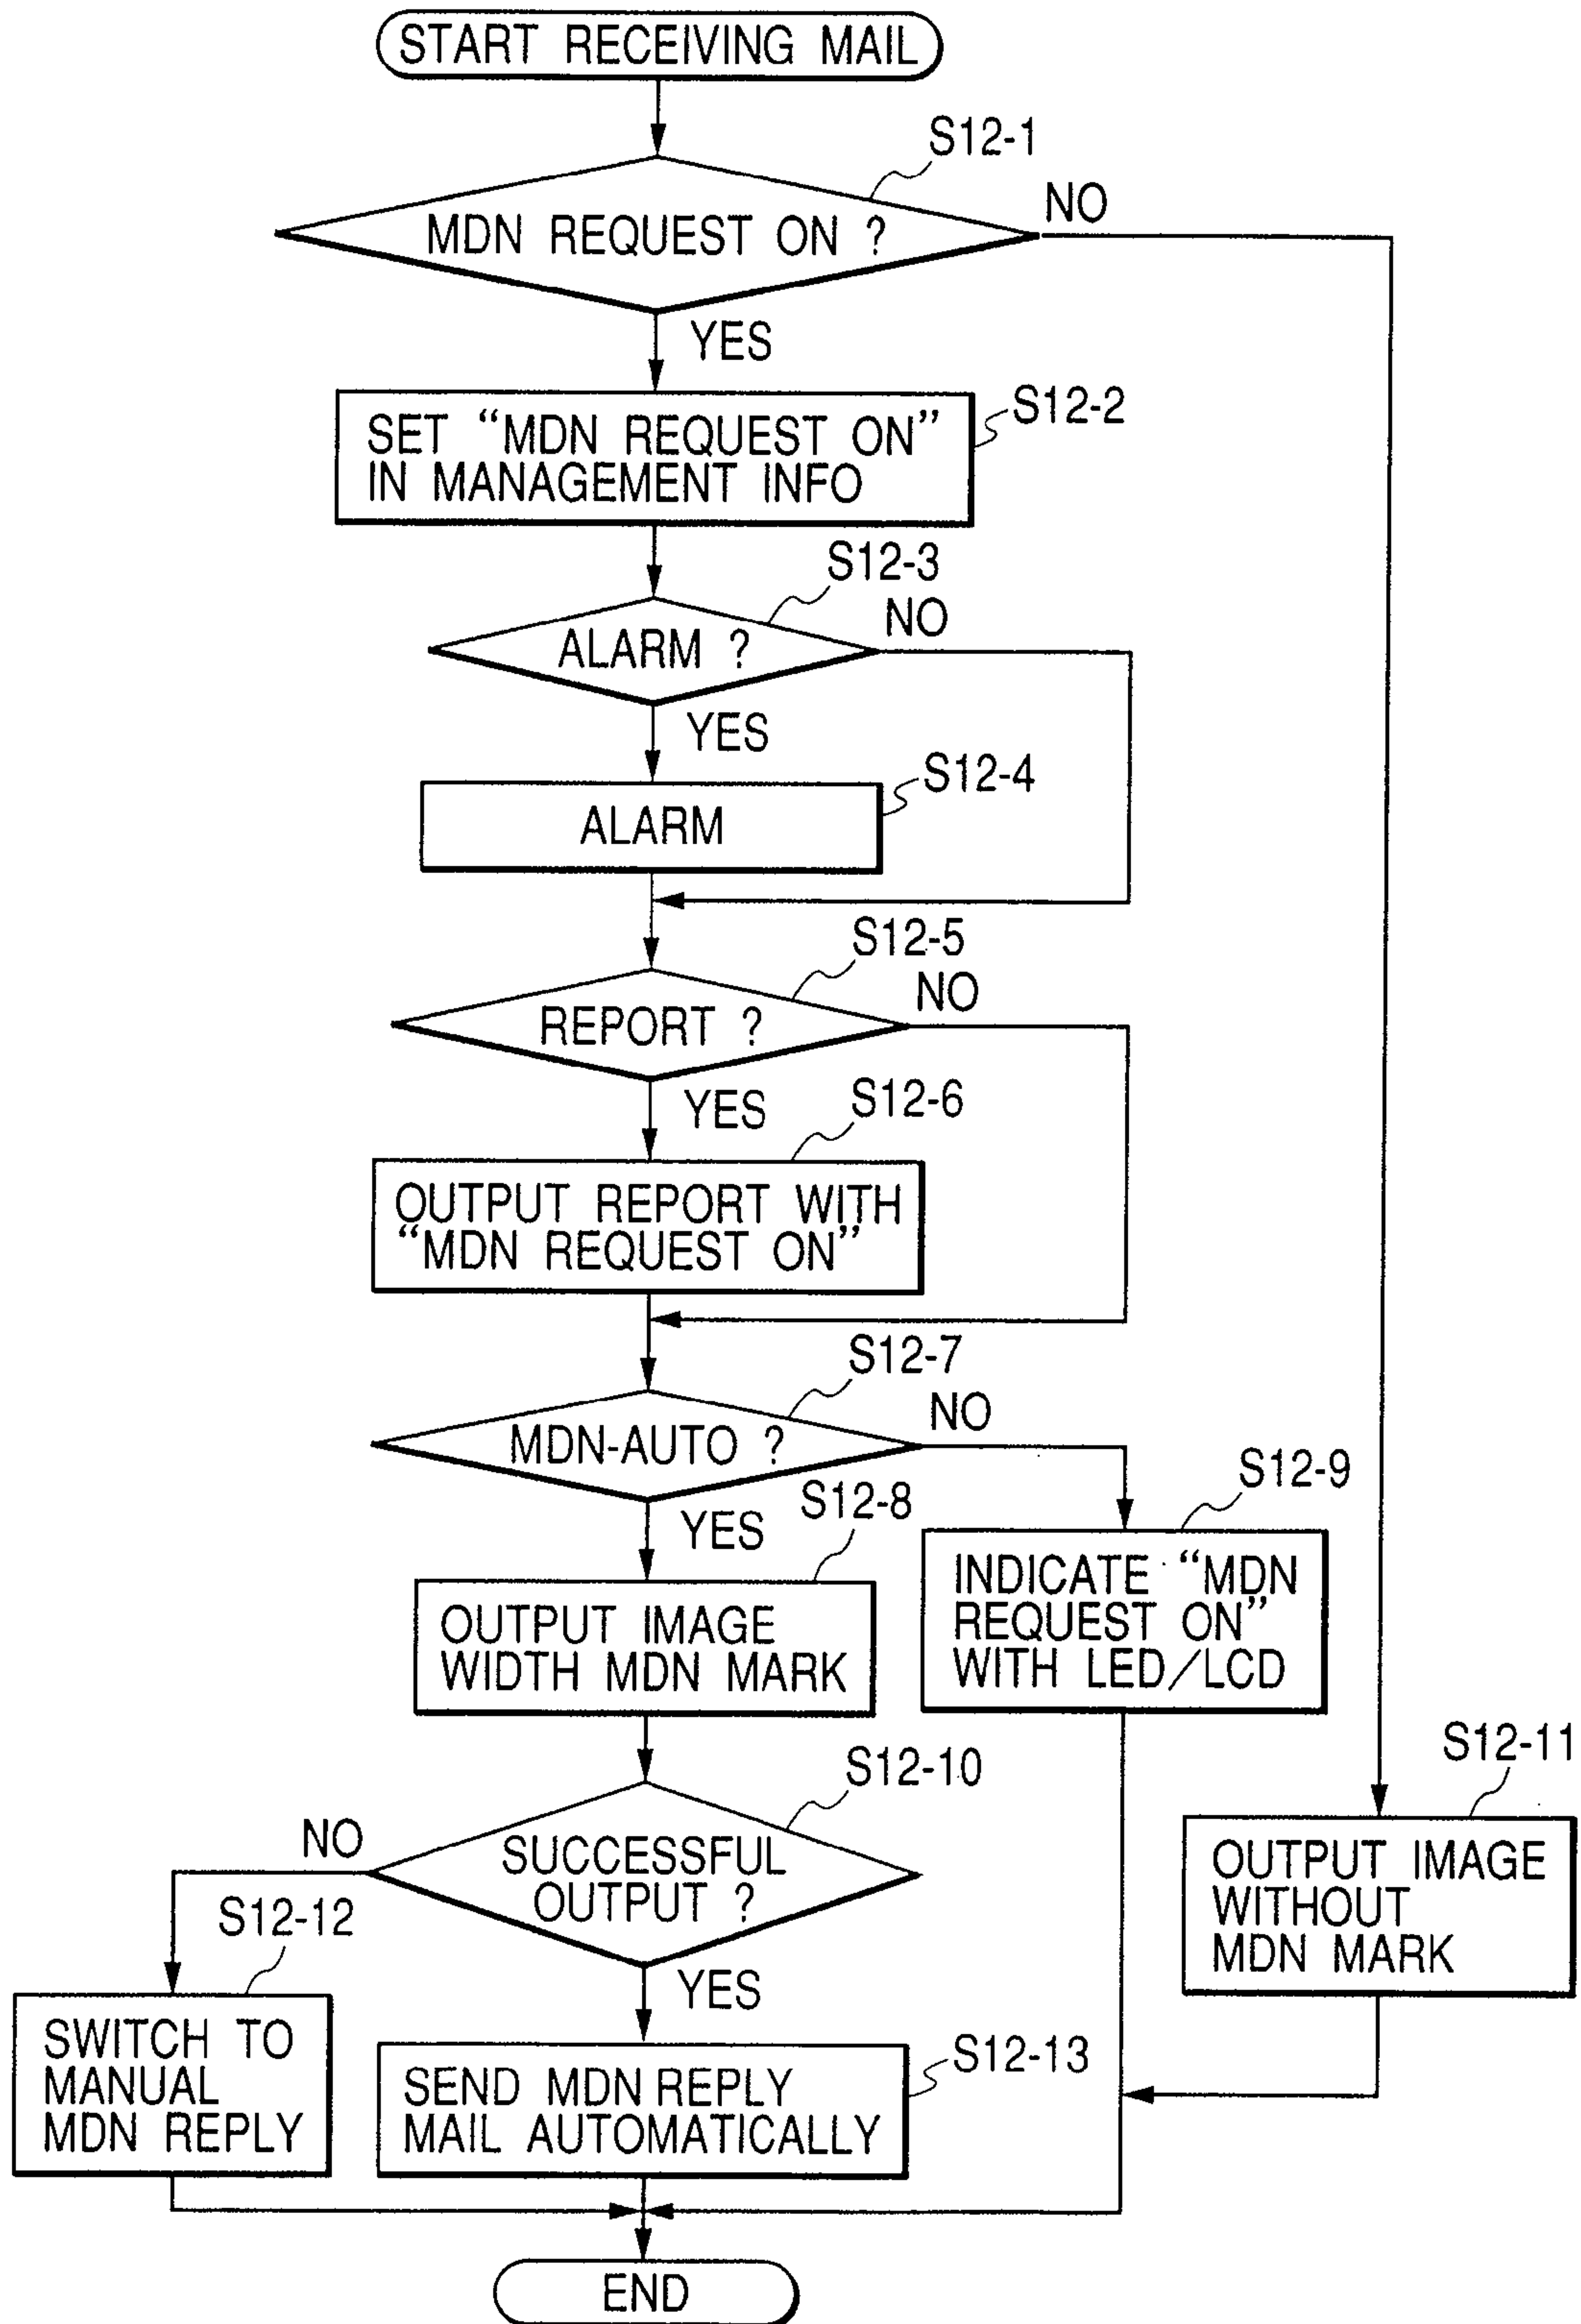 START RECEIVING MAIL
S12-1
MDN REQUEST ON ?
NO
YES
S12-2
SET “MDN REQUEST ON”
IN MANAGEMENT INFO
S12-3
ALARM ?
NO
YES
S12-4
ALARM
S12-5
REPORT ?
NO
YES
S12-6
OUTPUT REPORT WITH
“MDN REQUEST ON”
S12-7
MDN-AUTO ?
NO
YES
S12-8
OUTPUT IMAGE
WIDTH MDN MARK
S12-9
INDICATE “MDN
REQUEST ON”
WITH LED/LCD
S12-10
SUCCESSFUL
OUTPUT ?
NO
YES
S12-11
OUTPUT IMAGE
WITHOUT
MDN MARK
S12-12
SWITCH TO
MANUAL
MDN REPLY
S12-13
SEND MDN REPLY
MAIL AUTOMATICALLY
END